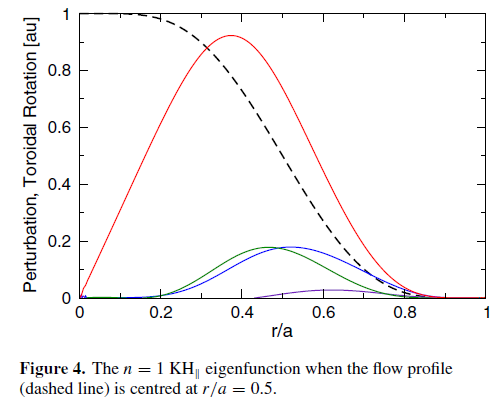 Perturbation, Toroidal Rotation [au]
1
0.8
0.6
0.4
0.2
0
0 0.2 0.4 0.6 0.8 1
r/a
Figure 4. The n = 1 KH∥ eigenfunction when the flow profile
(dashed line) is centred at r/a = 0.5.